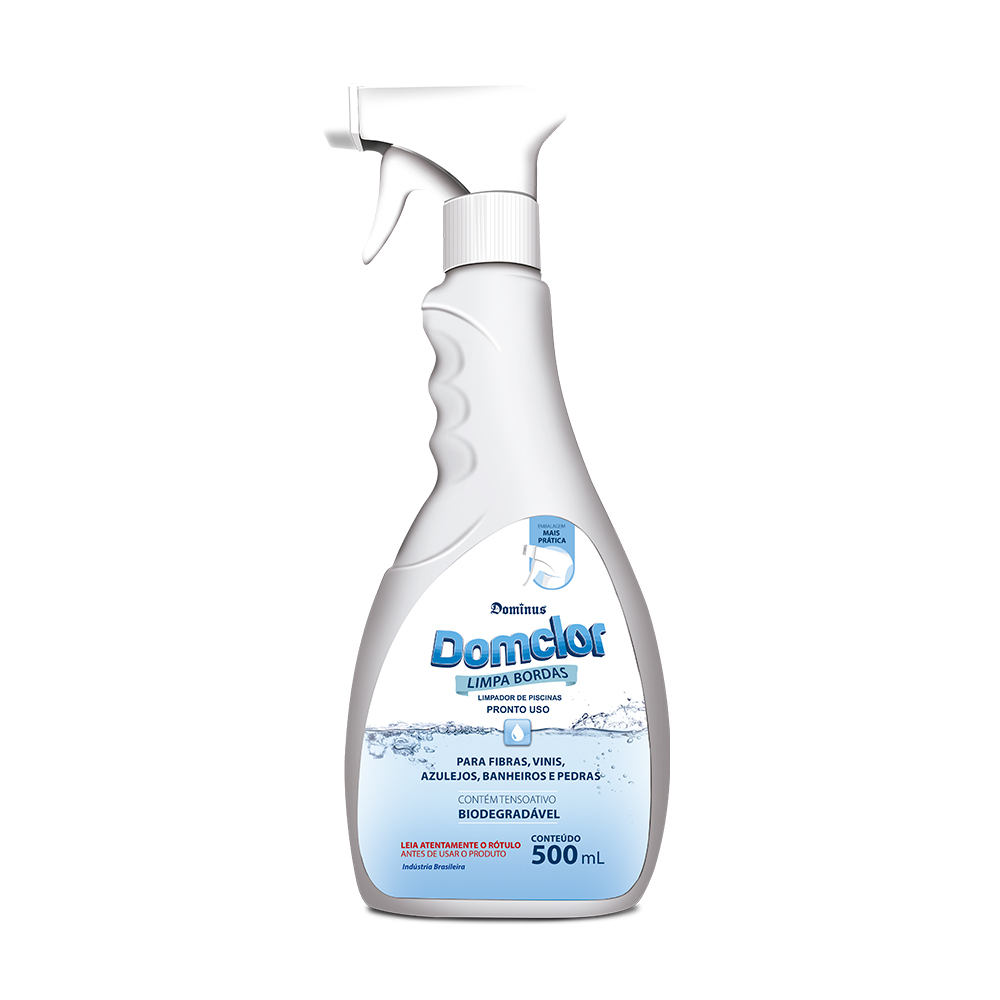 EMBALAGEM
MAIS
PRÁTICA
Dominus
Domclor
LIMPA BORDAS
LIMPADOR DE PISCINAS
PRONTO USO
PARA FIBRAS, VINIS,
AZULEJOS, BANHEIROS E PEDRAS
CONTÉM TENSOATIVO
BIODEGRADÁVEL
LEIA ATENTAMENTE O RÓTULO
ANTES DE USAR O PRODUTO
Indústria Brasileira
CONTEÚDO
500 mL